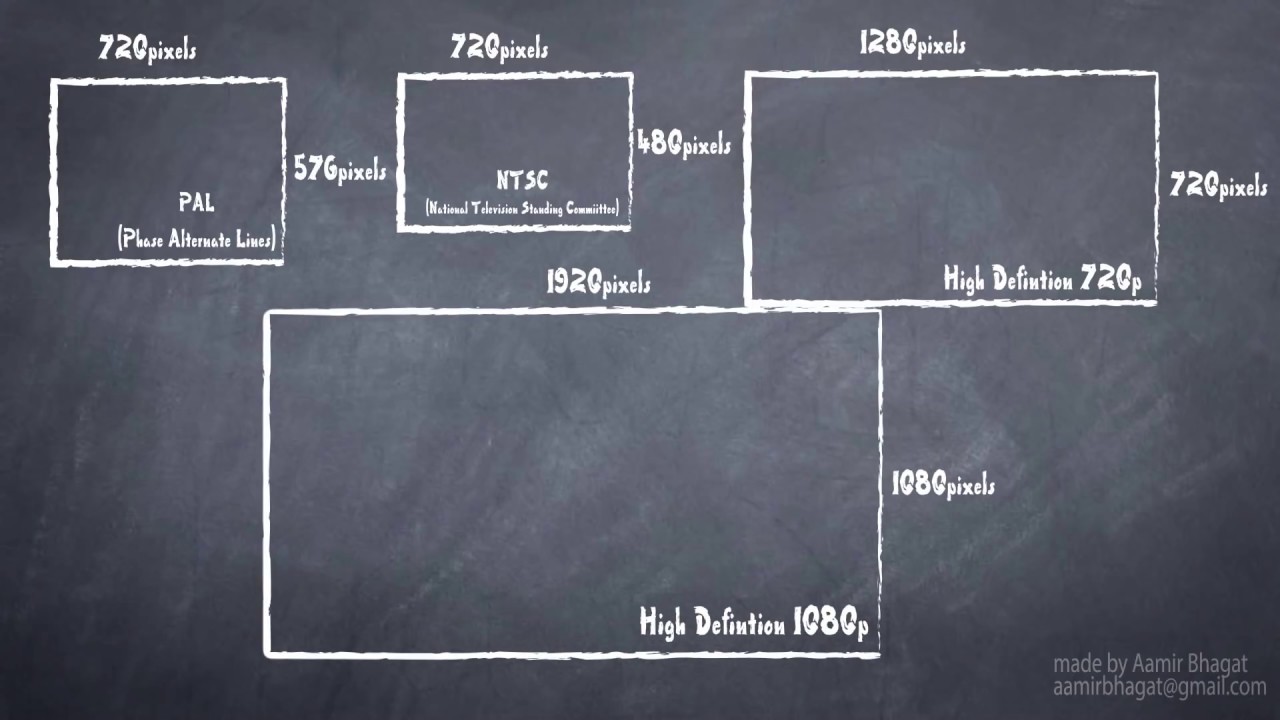 720pixels
576pixels
PAL
(Phase Alternate Lines)
720pixels
480pixels
NTSC
(National Television Standing Commiittee)
1280pixels
720pixels
High Defintion 720p
1920pixels
1080pixels
High Defintion 1080p
made by Aamir Bhagat
aamirbhagat@gmail.com